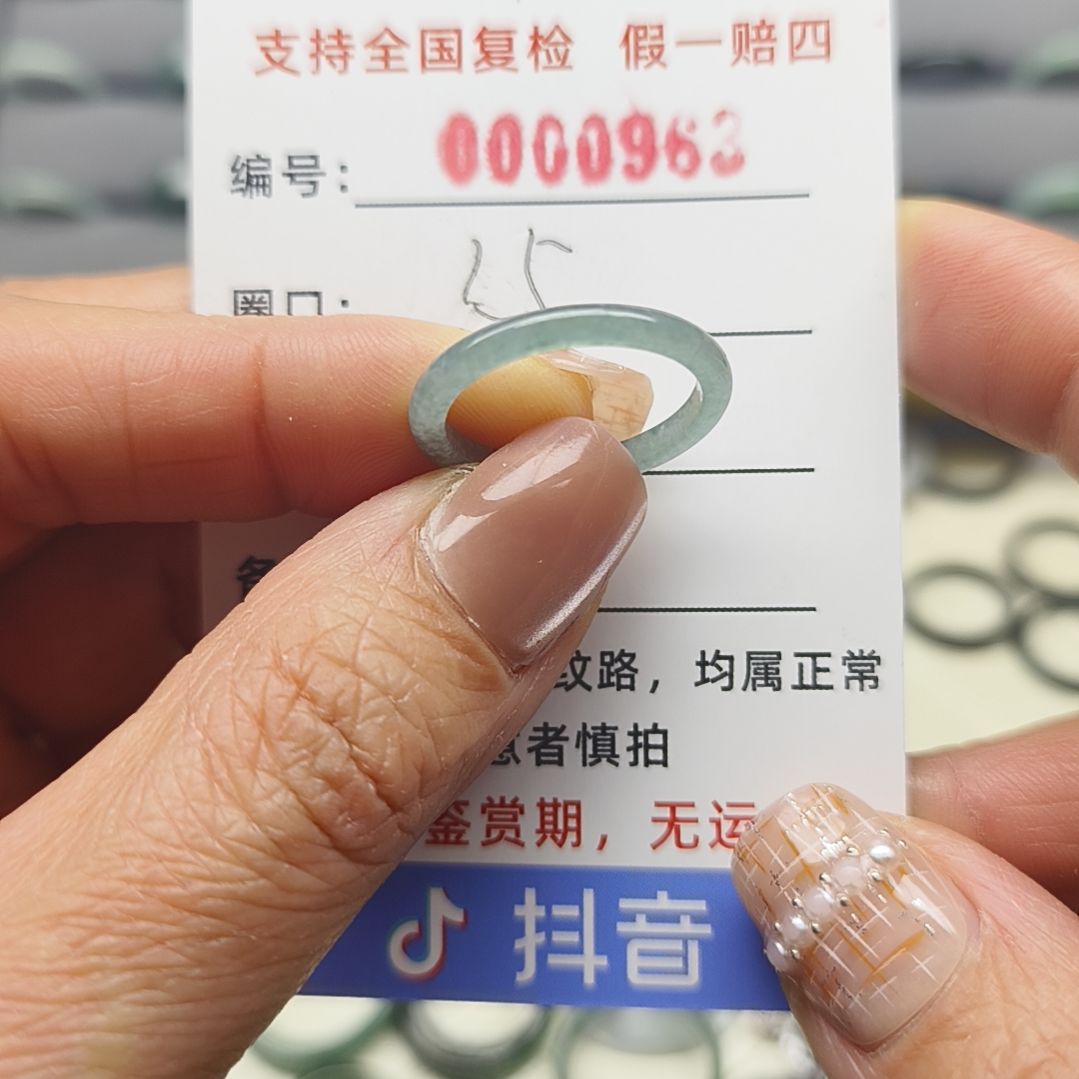 支持全国复检 假一赔四
编号: 0000963
圈口:
纹路，均属正常
意者慎拍
鉴赏期，无运
抖音